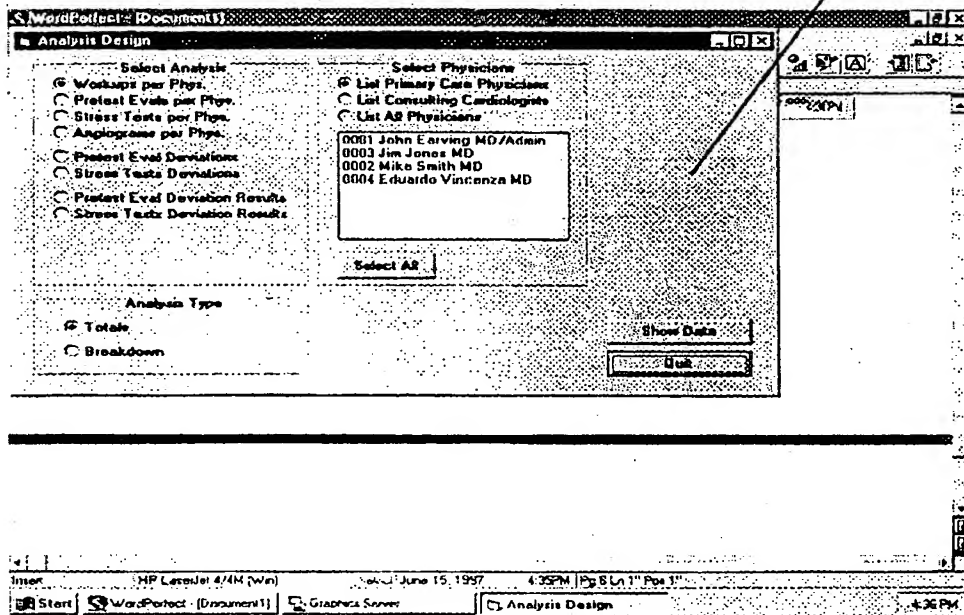 WordPerfect - [Document1]
Analysis Design
Select Analysis
Workups per Phys.
Pretest Evals per Phys.
Stress Tests per Phys.
Angiograms per Phys.
Pretest Eval Deviations
Stress Tests Deviations
Pretest Eval Deviation Results
Stress Tests Deviation Results
Select Physicians
List Primary Care Physicians
List Consulting Cardiologists
List All Physicians
0001 John Earving MD/Admin
0003 Jim Jones MD
0002 Mike Smith MD
0004 Eduardo Vincenza MD
Select All
Analysis Type
Totals
Breakdown
Show Data
Quit
Insert HP LaserJet 4/4M (Win) Select June 15, 1997 4:35PM Pg 6 Ln 1" Pos 1"
Start WordPerfect - [Document1] Graphics Server Analysis Design 4:36 PM